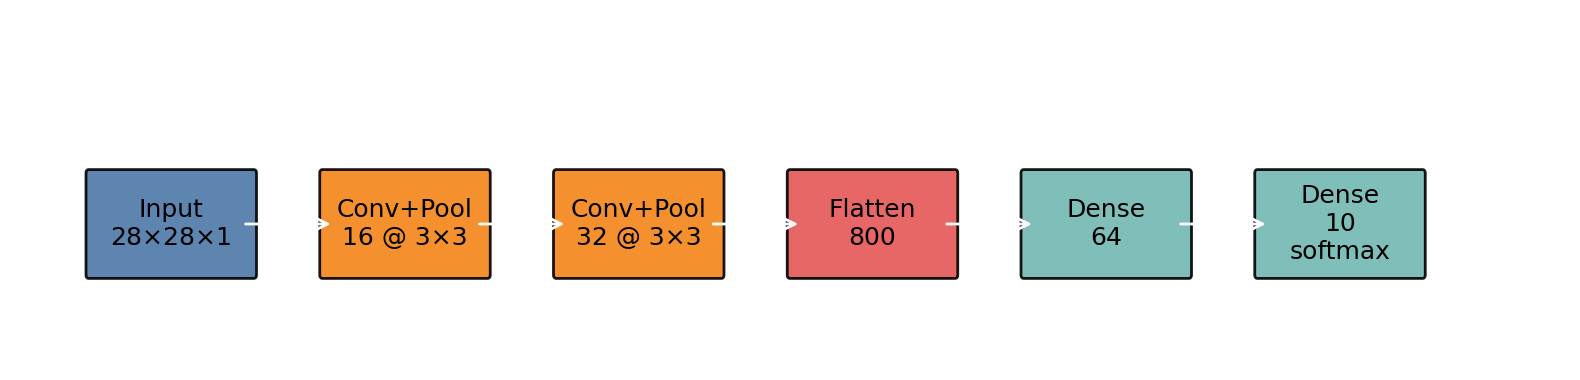 Input
28×28×1
Conv+Pool
16 @ 3×3
Conv+Pool
32 @ 3×3
Flatten
800
Dense
64
Dense
10
softmax